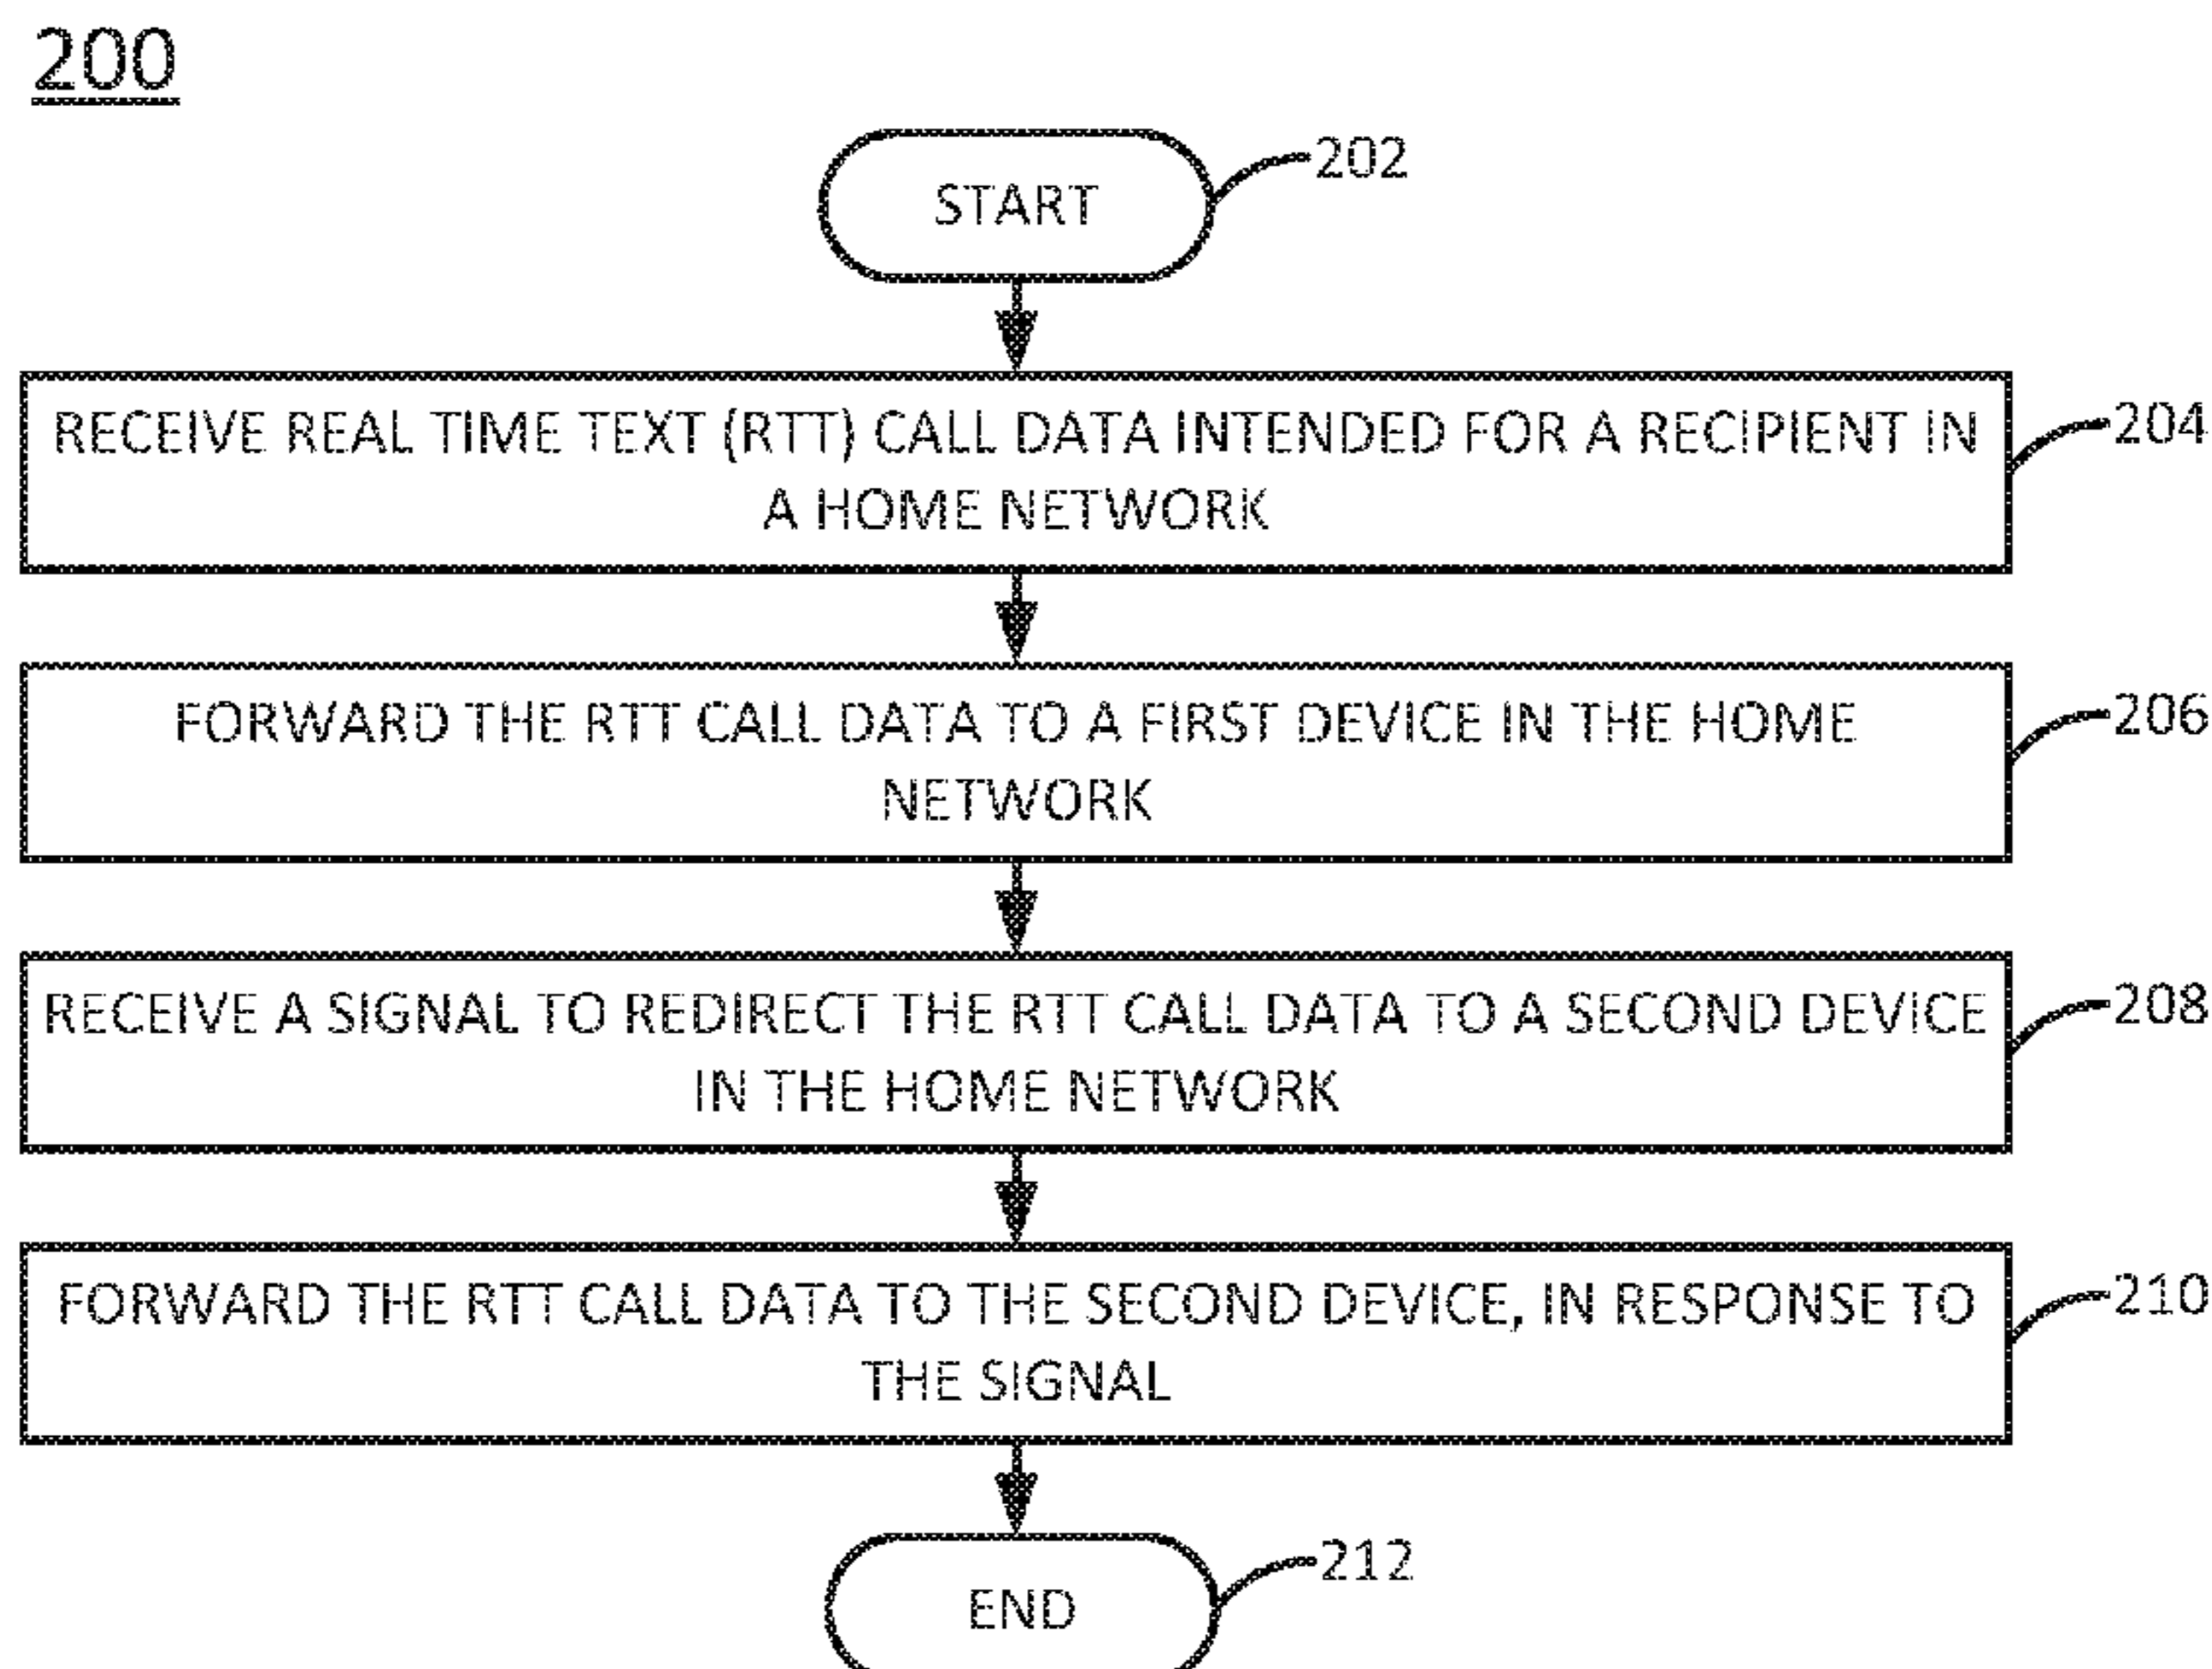 200
START
202
RECEIVE REAL TIME TEXT (RTT) CALL DATA INTENDED FOR A RECIPIENT IN
A HOME NETWORK
204
FORWARD THE RTT CALL DATA TO A FIRST DEVICE IN THE HOME
NETWORK
206
RECEIVE A SIGNAL TO REDIRECT THE RTT CALL DATA TO A SECOND DEVICE
IN THE HOME NETWORK
208
FORWARD THE RTT CALL DATA TO THE SECOND DEVICE, IN RESPONSE TO
THE SIGNAL
210
END
212